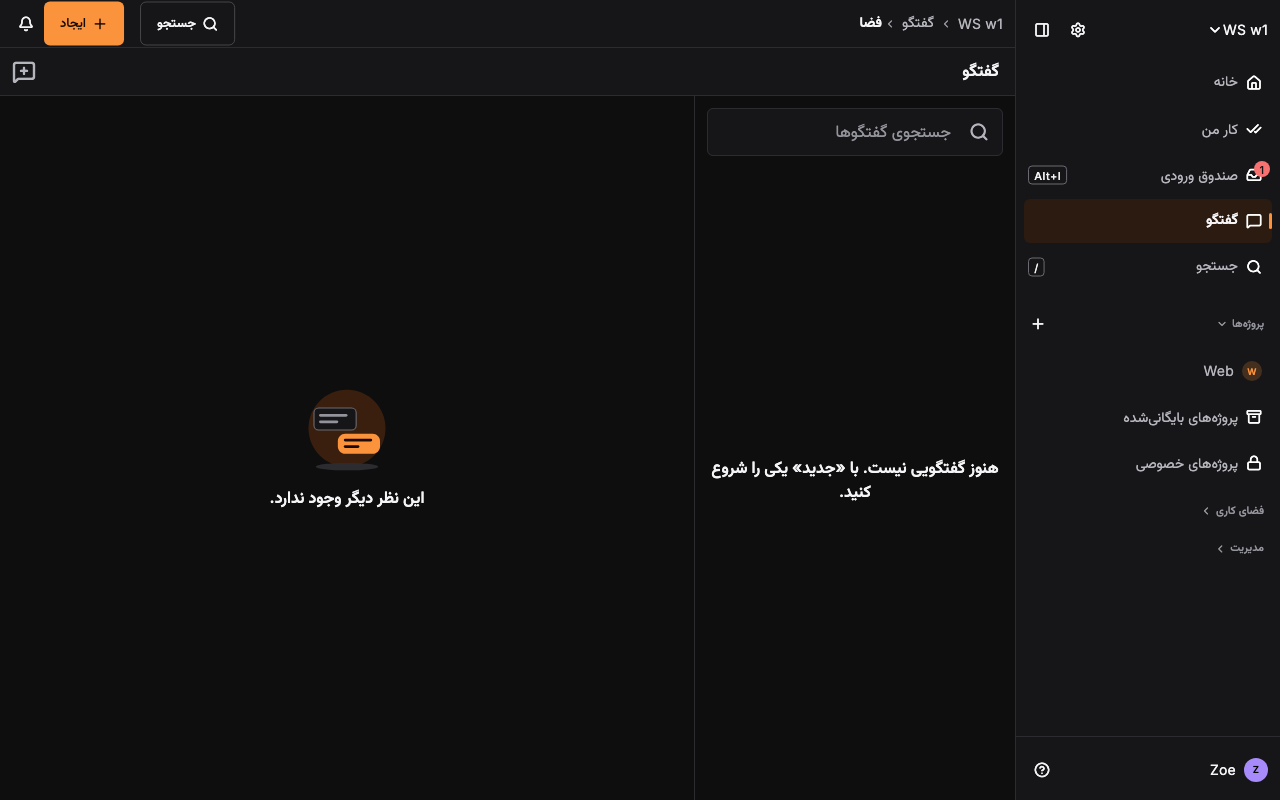 WS w1
خانه
کار من
صندوق ورودی
1
Alt+I
گفتگو
جستجو
/
پروژه‌ها
W
Web
پروژه‌های بایگانی‌شده
پروژه‌های خصوصی
فضای کاری
مدیریت
Z
Zoe
WS w1 › گفتگو › فضا
جستجو
ایجاد
گفتگو
جستجوی گفتگوها
هنوز گفتگویی نیست. با «جدید» یکی را شروع
کنید.
این نظر دیگر وجود ندارد.